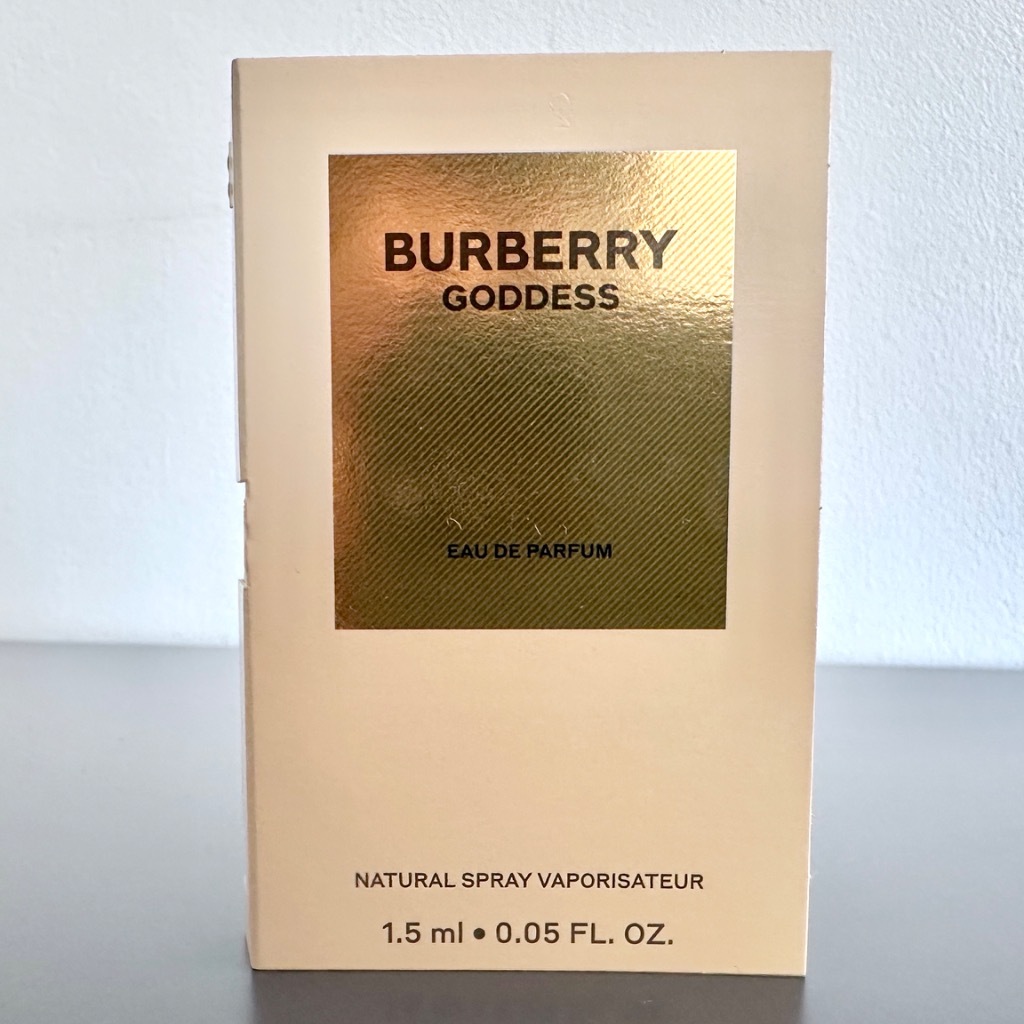 BURBERRY
GODDESS
EAU DE PARFUM
NATURAL SPRAY VAPORISATEUR
1.5 ml • 0.05 FL. OZ.